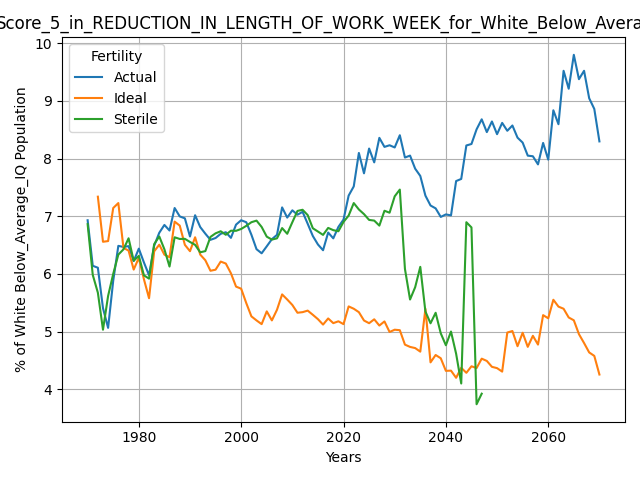 Score_5_in_REDUCTION_IN_LENGTH_OF_WORK_WEEK_for_White_Below_Avera
10
9
8
7
6
5
4
% of White Below_Average_IQ Population
Fertility
Actual
Ideal
Sterile
1980
2000
2020
2040
2060
Years